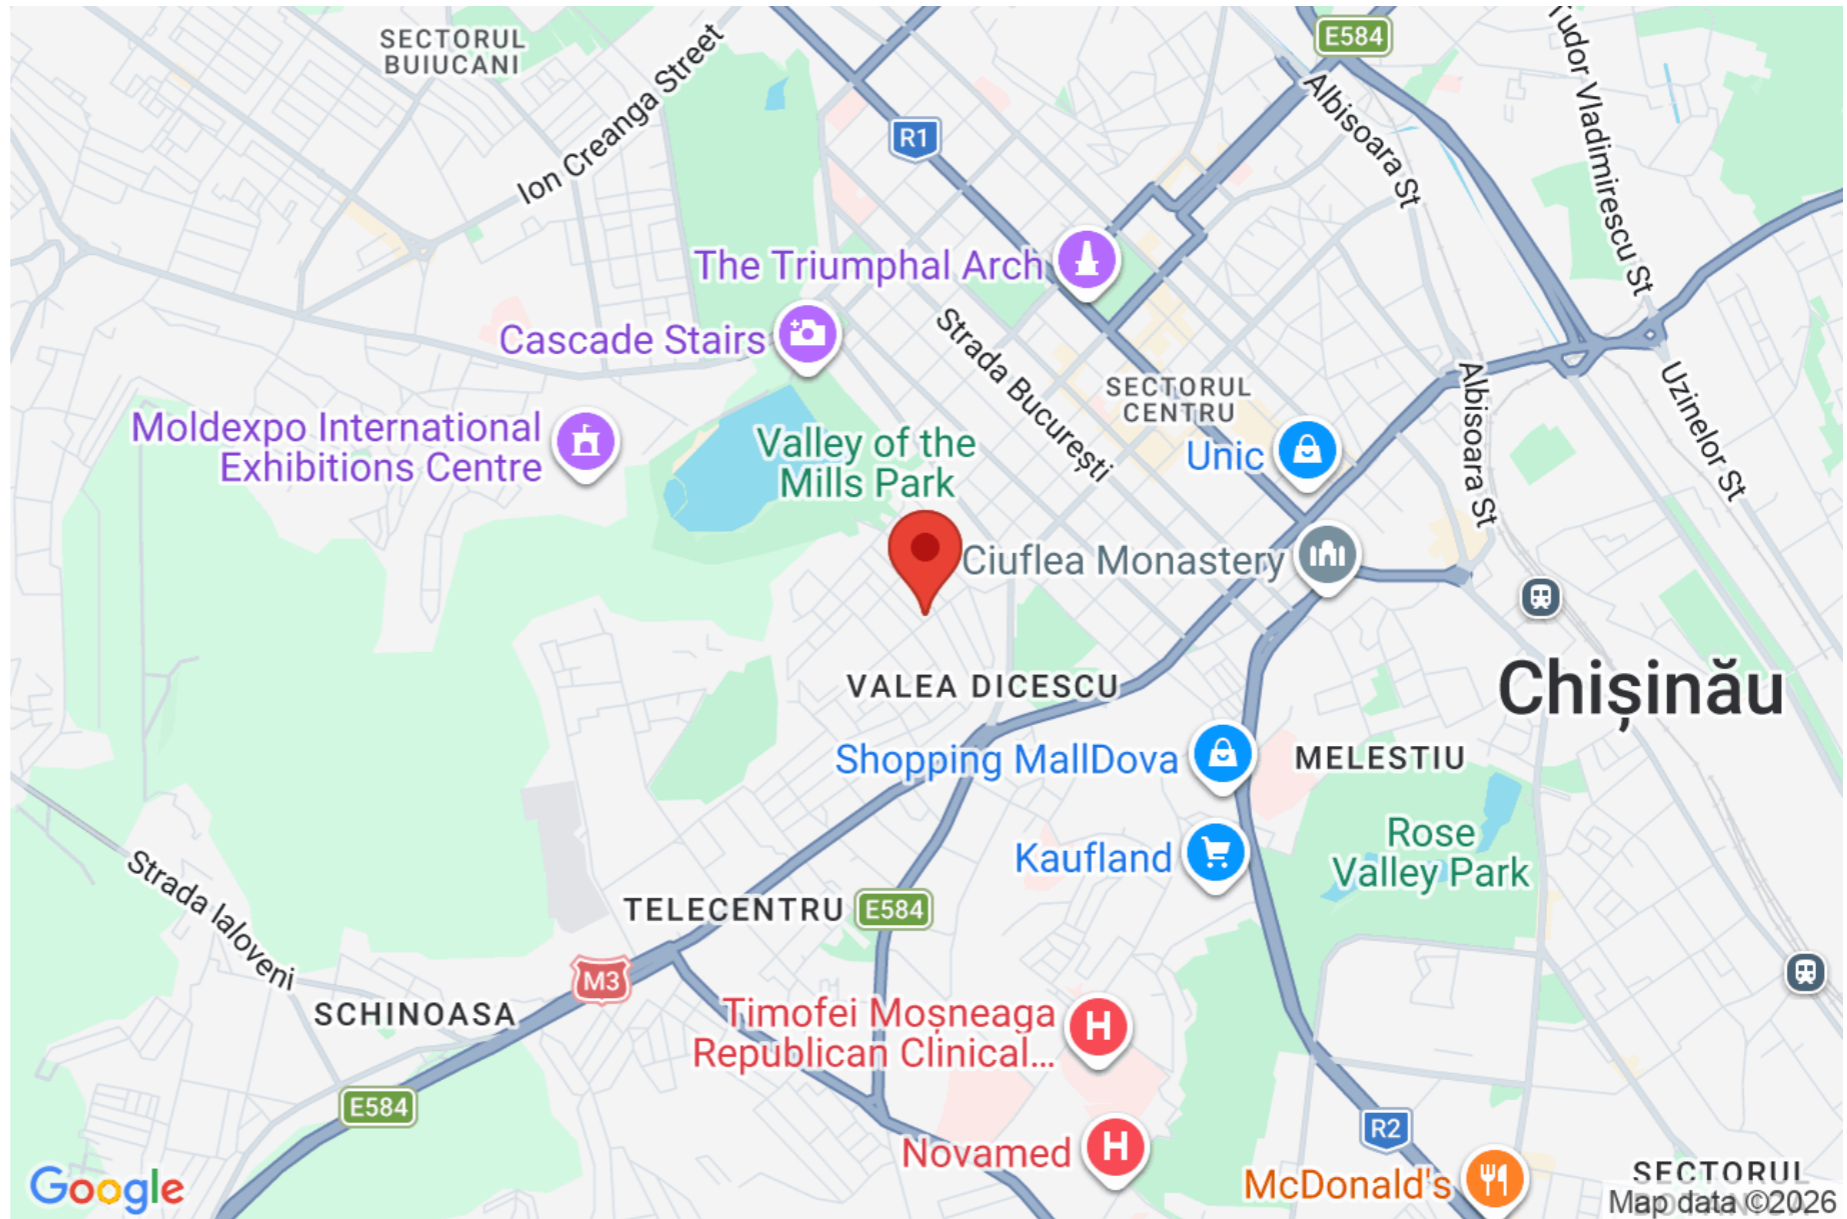 SECTORUL
BUIUCANI
Ion Creanga Street
E584
Tudor Vladimirescu St
Albisoara St
R1
The Triumphal Arch
Cascade Stairs
Strada București
SECTORUL
CENTRU
Albisoara St
Uzinelor St
Moldexpo International
Exhibitions Centre
Valley of the
Mills Park
Unic
Ciuflea Monastery
Chișinău
VALEA DICESCU
Shopping MallDova
MELESTIU
Kaufland
Rose
Valley Park
Strada Ialoveni
TELECENTRU
E584
M3
SCHINOASA
Timofei Moșneaga
Republican Clinical...
H
E584
R2
Novamed
H
McDonald's
SECTORUL
Google
Map data ©2026